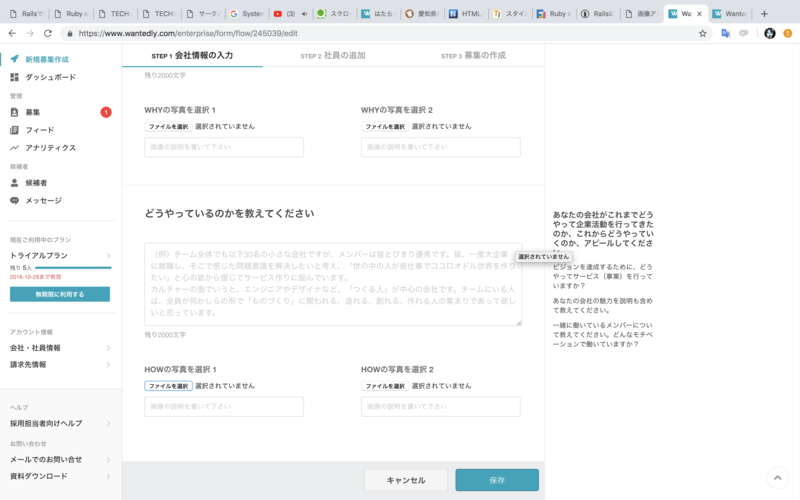 Railsで
Ruby o
TECH:
TECH:
サーク.
System
(3)
スクロ
はたら
愛知県の
HTML
スタイ
Ruby o
Railsに
画像ア
Wa
Wante
https://www.wantedly.com/enterprise/form/flow/245039/edit
新規募集作成
ダッシュボード
管理
募集
1
フィード
アナリティクス
候補者
候補者
メッセージ
現在ご利用中のプラン
トライアルプラン
残り 5人
2018-10-26まで有効
無期限に利用する
アカウント情報
会社・社員情報
請求先情報
ヘルプ
採用担当者向けヘルプ
お問い合わせ
メールでのお問い合せ
資料ダウンロード
STEP 1 会社情報の入力
STEP 2 社員の追加
STEP 3 募集の作成
残り2000文字
WHYの写真を選択 1
WHYの写真を選択 2
ファイルを選択 選択されていません
ファイルを選択 選択されていません
画像の説明を書いて下さい
画像の説明を書いて下さい
どうやっているのかを教えてください
（例）チーム全体でも以下30名の小さな会社ですが、メンバーは皆とびきり優秀です。皆、一度大企業
に就職し、そこで感じた問題意識を解決したいと考え、「世の中の人が皆仕事でココロオドル世界を作り
たい」と心の底から信じてサービス作りに励んでいます。
カルチャーの面でいうと、エンジニアやデザイナなど、「つくる人」が中心の会社です。チームにいる人
は、全員が何かしらの形で「ものづくり」に関われる、造れる、創れる、作れる人の集まりであって欲し
いと思っています。
残り2000文字
HOWの写真を選択 1
HOWの写真を選択 2
ファイルを選択 選択されていません
ファイルを選択 選択されていません
画像の説明を書いて下さい
画像の説明を書いて下さい
キャンセル
保存
あなたの会社がこれまでどう
やって企業活動を行ってきた
のか、これからどうやってい
くのか、アピールしてくださ
選択されていません
ビジョンを達成するために、どう
やってサービス（事業）を行って
いますか？
あなたの会社の魅力を説明も含め
て教えてください。
一緒に働いているメンバーについ
て教えてください。どんなモチベ
ーションで働いていますか？